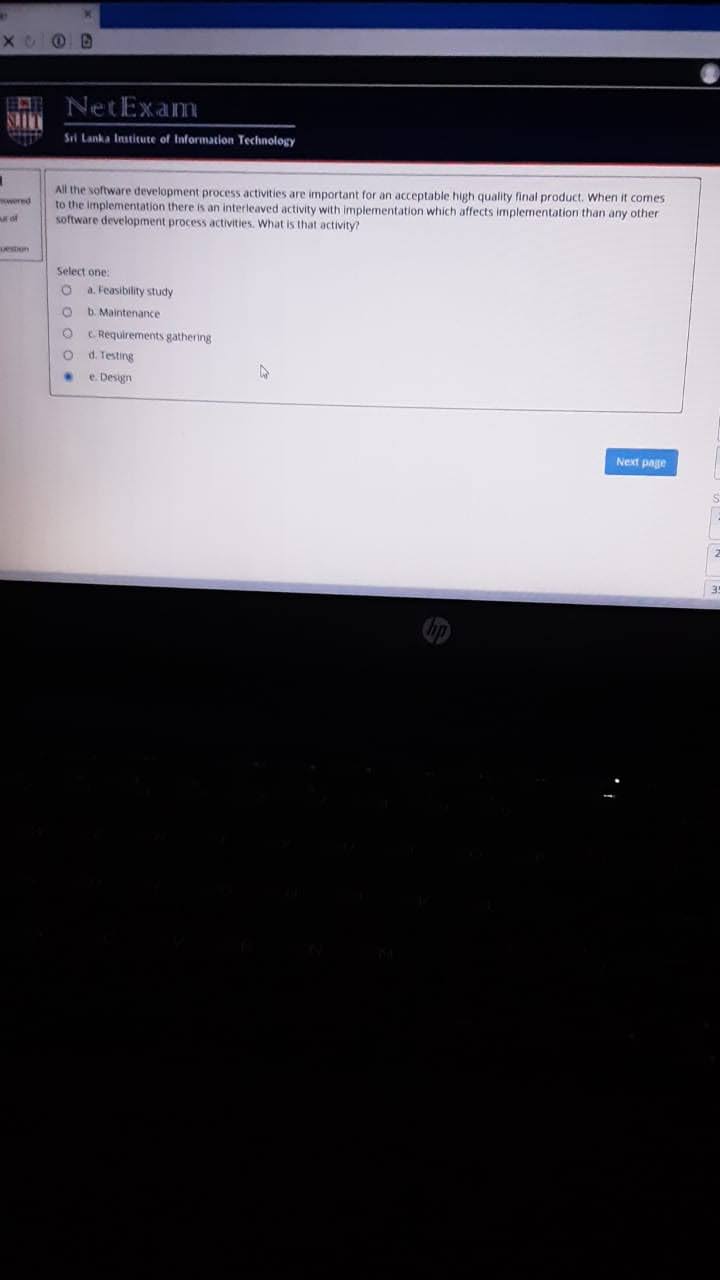 NetExam
Sri Lanka Institute of Information Technology
All the software development process activities are important for an acceptable high quality final product. When it comes
to the implementation there is an interleaved activity with implementation which affects implementation than any other
software development process activities. What is that activity?
Select one:
a. Feasibility study
b. Maintenance
c. Requirements gathering
d. Testing
e. Design
Next page
hp